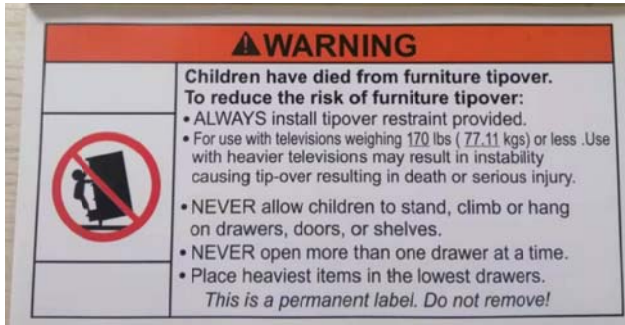 WARNING
Children have died from furniture tipover.
To reduce the risk of furniture tipover:
• ALWAYS install tipover restraint provided.
• For use with televisions weighing 170 lbs ( 77.11 kgs) or less .Use
with heavier televisions may result in instability
causing tip-over resulting in death or serious injury.
• NEVER allow children to stand, climb or hang
on drawers, doors, or shelves.
• NEVER open more than one drawer at a time.
• Place heaviest items in the lowest drawers.
This is a permanent label. Do not remove!